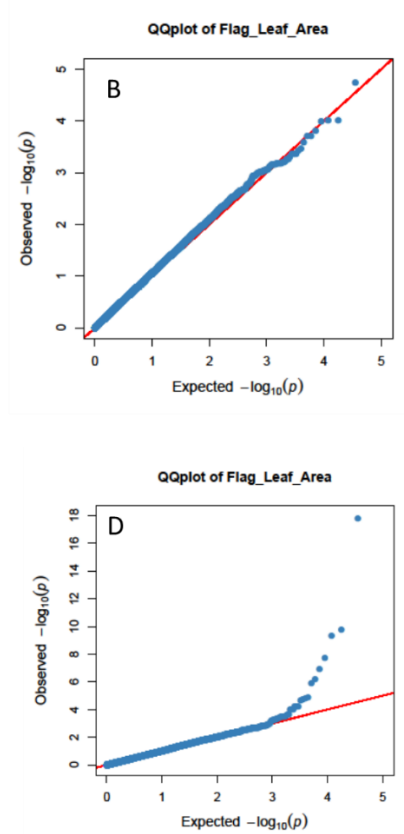 QQplot of Flag_Leaf_Area
B
5
4
3
2
1
0
Observed −log₁₀(p)
0 1 2 3 4 5
Expected −log₁₀(p)
QQplot of Flag_Leaf_Area
D
18
16
14
12
10
8
6
4
2
0
Observed −log₁₀(p)
0 1 2 3 4 5
Expected −log₁₀(p)